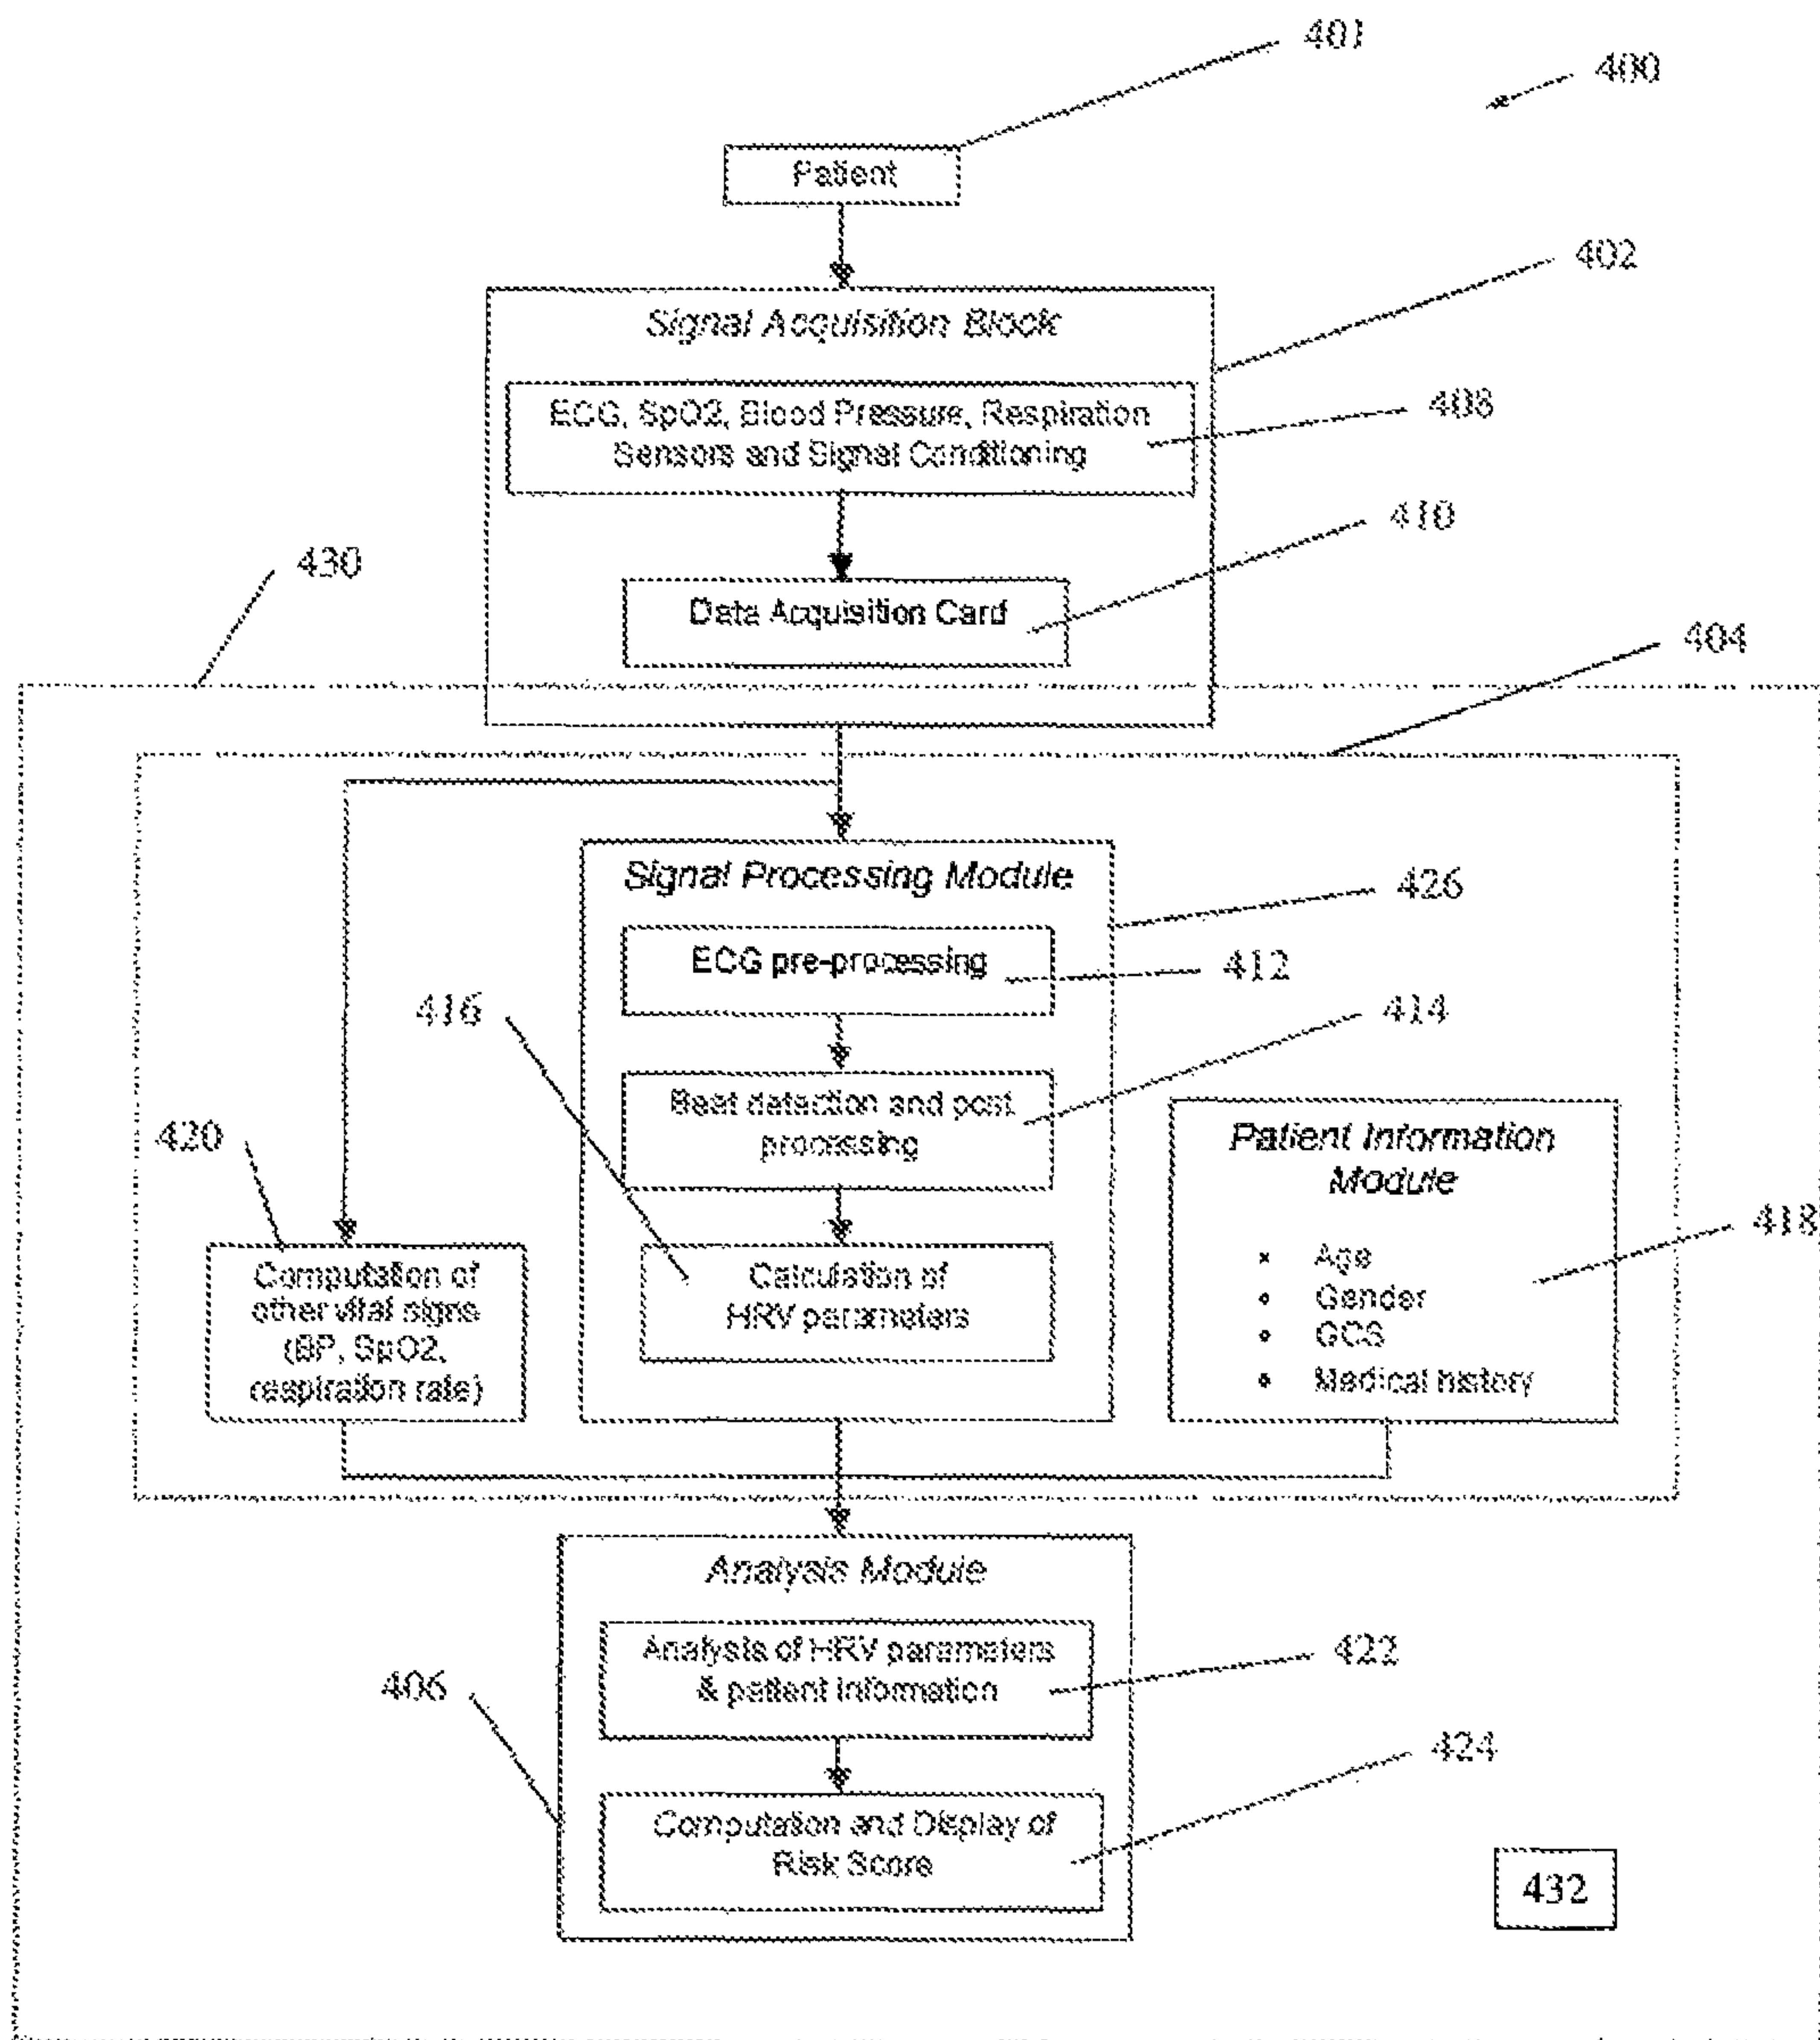 401
400
Patient
402
Signal Acquisition Block
ECG, SpO2, Blood Pressure, Respiration
Sensors and Signal Conditioning
408
410
Data Acquisition Card
430
404
Signal Processing Module
426
ECG pre-processing
412
416
414
Beat detection and post
processing
420
Patient Information
Module
418
Computation of
other vital signs
(BP, SpO2,
respiration rate)
Calculation of
HRV parameters
Age
Gender
GCS
Medical history
Analysis Module
Analysis of HRV parameters
& patient information
422
406
424
Computation and Display of
Risk Score
432